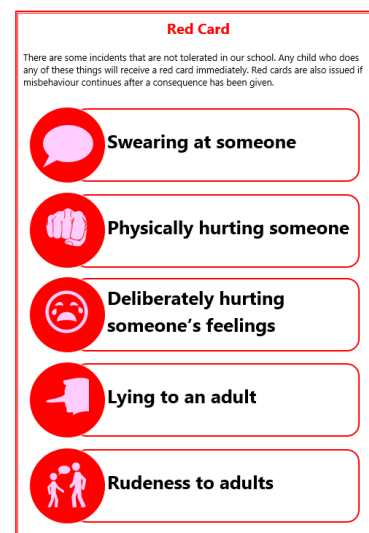 Red Card
There are some incidents that are not tolerated in our school. Any child who does
any of these things will receive a red card immediately. Red cards are also issued if
misbehaviour continues after a consequence has been given.
Swearing at someone
Physically hurting someone
Deliberately hurting
someone's feelings
Lying to an adult
Rudeness to adults